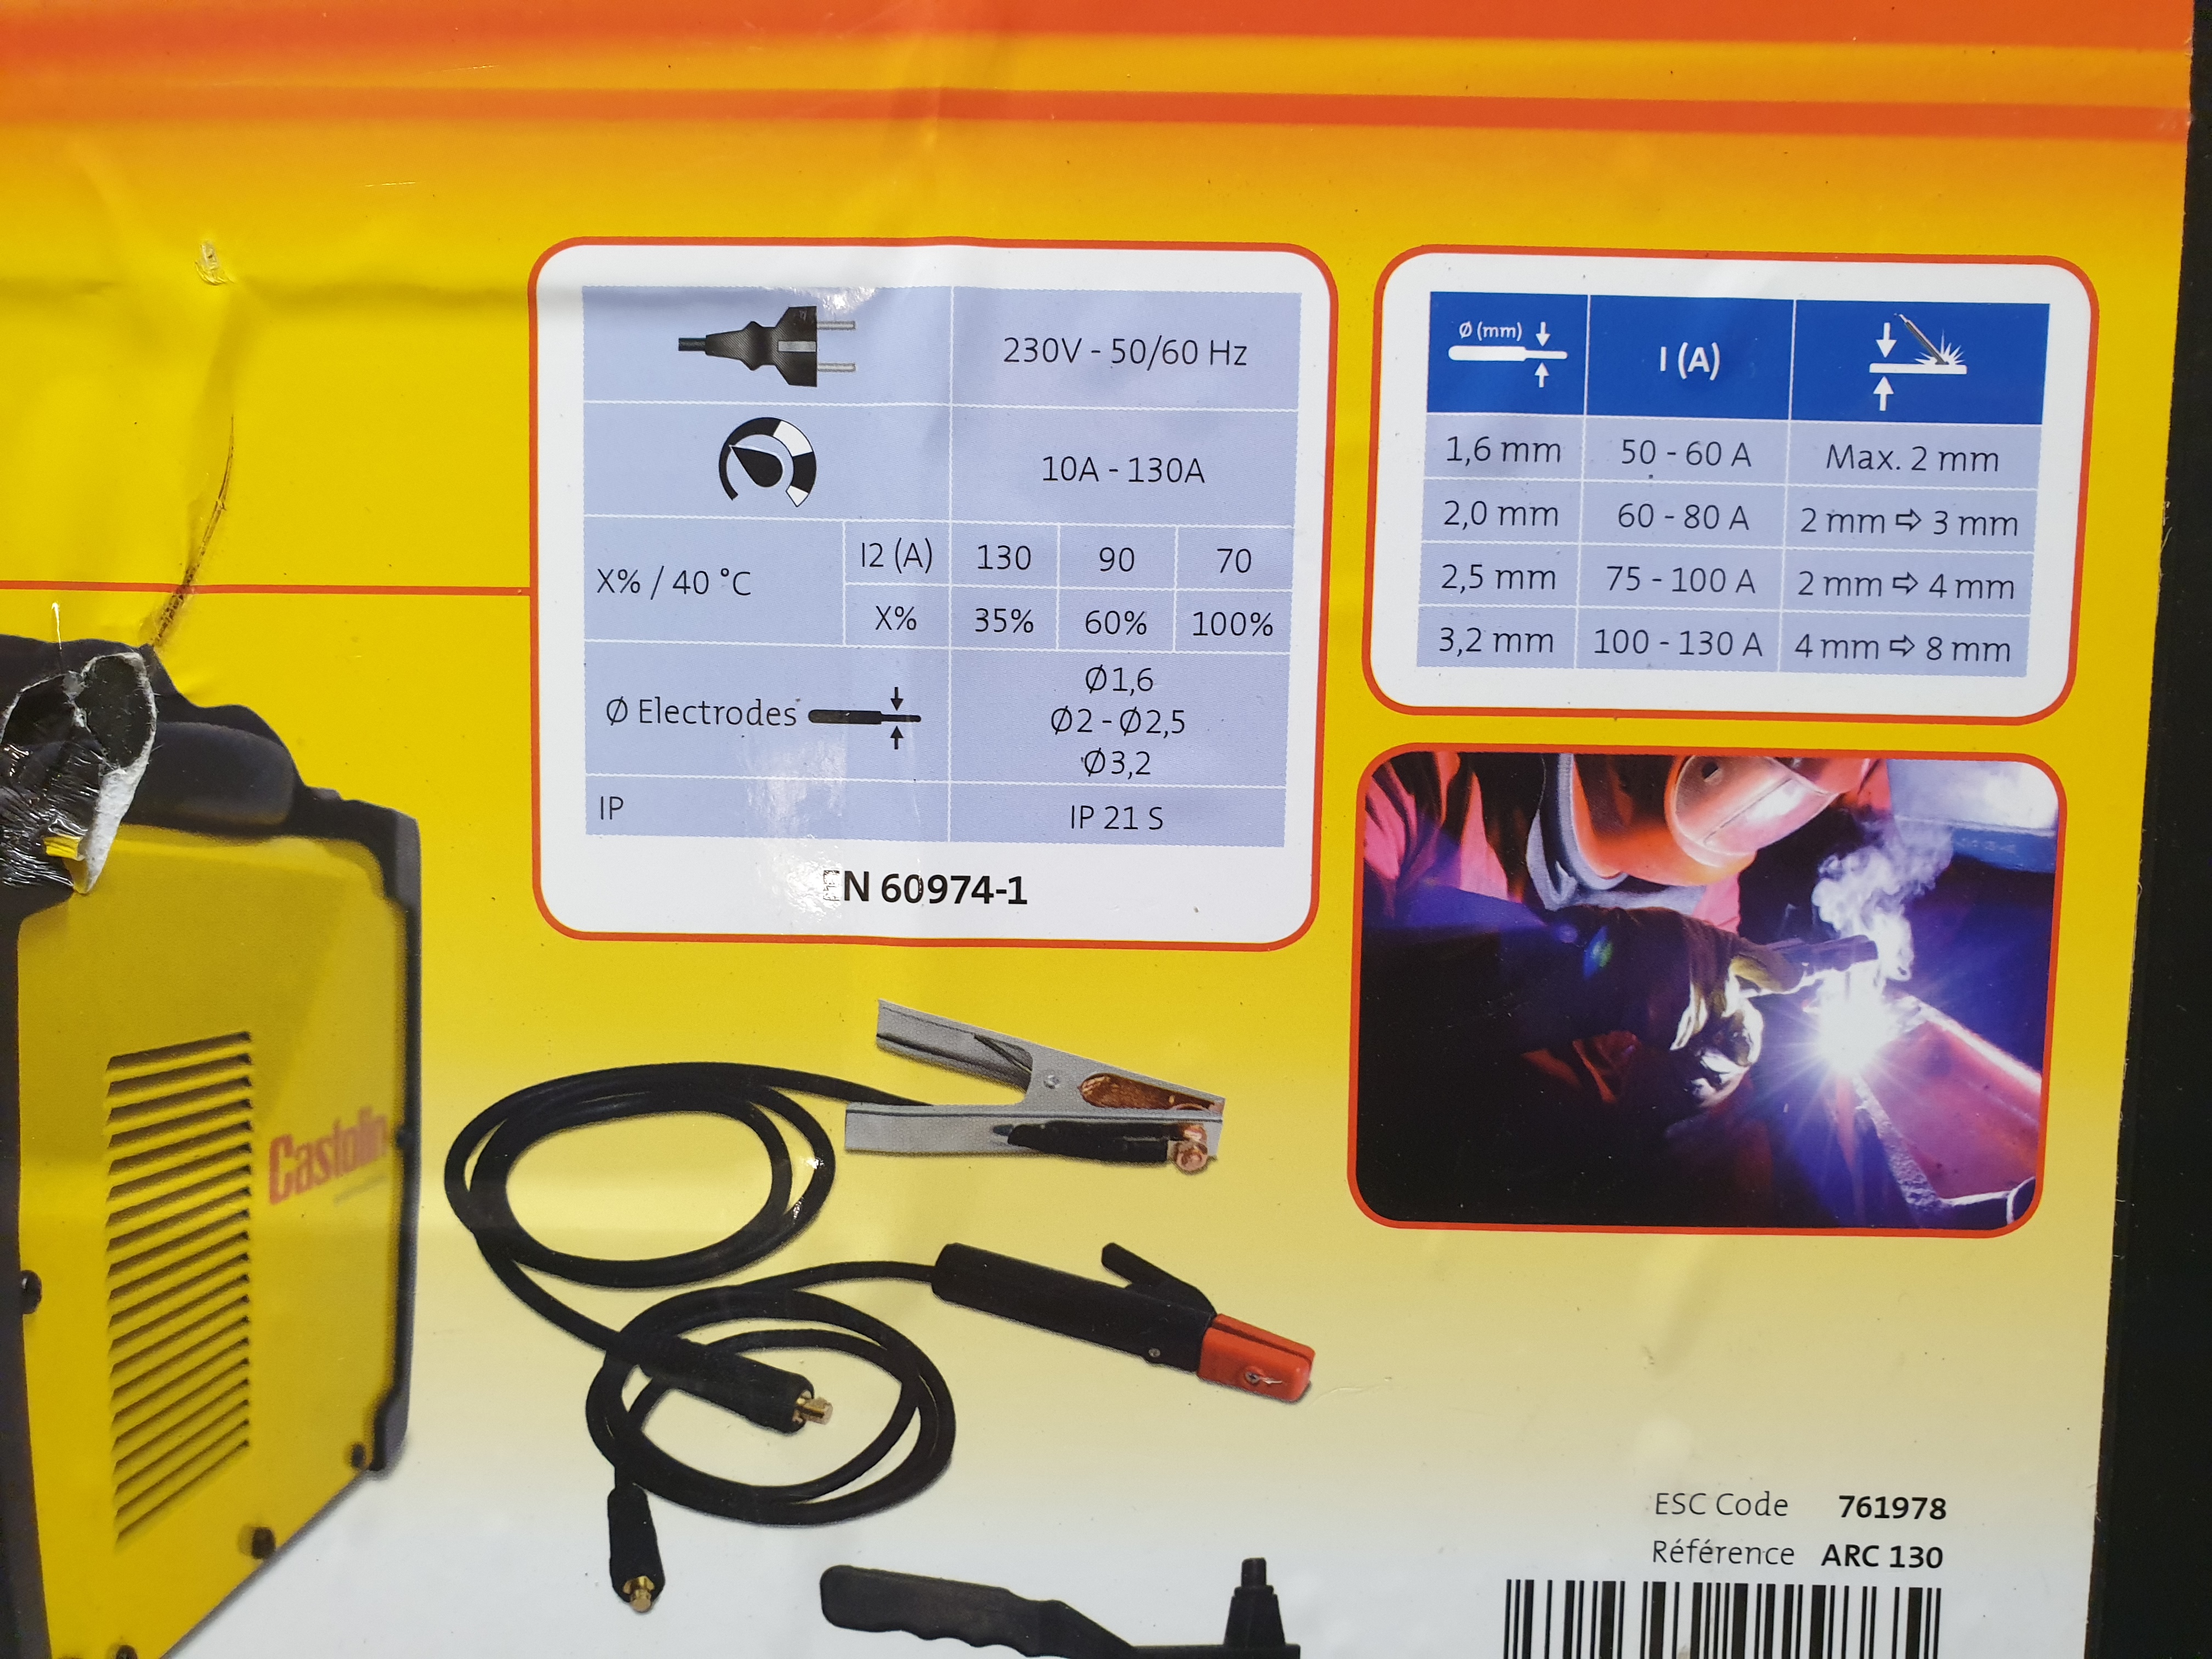 230V - 50/60 Hz
10A - 130A
X% / 40 °C
I2 (A) 130 90 70
X% 35% 60% 100%
Ø Electrodes
Ø1,6
Ø2 - Ø2,5
Ø3,2
IP IP 21 S
EN 60974-1
Ø (mm) I (A)
1,6 mm 50 - 60 A Max. 2 mm
2,0 mm 60 - 80 A 2 mm ⇨ 3 mm
2,5 mm 75 - 100 A 2 mm ⇨ 4 mm
3,2 mm 100 - 130 A 4 mm ⇨ 8 mm
Castolin
ESC Code 761978
Référence ARC 130